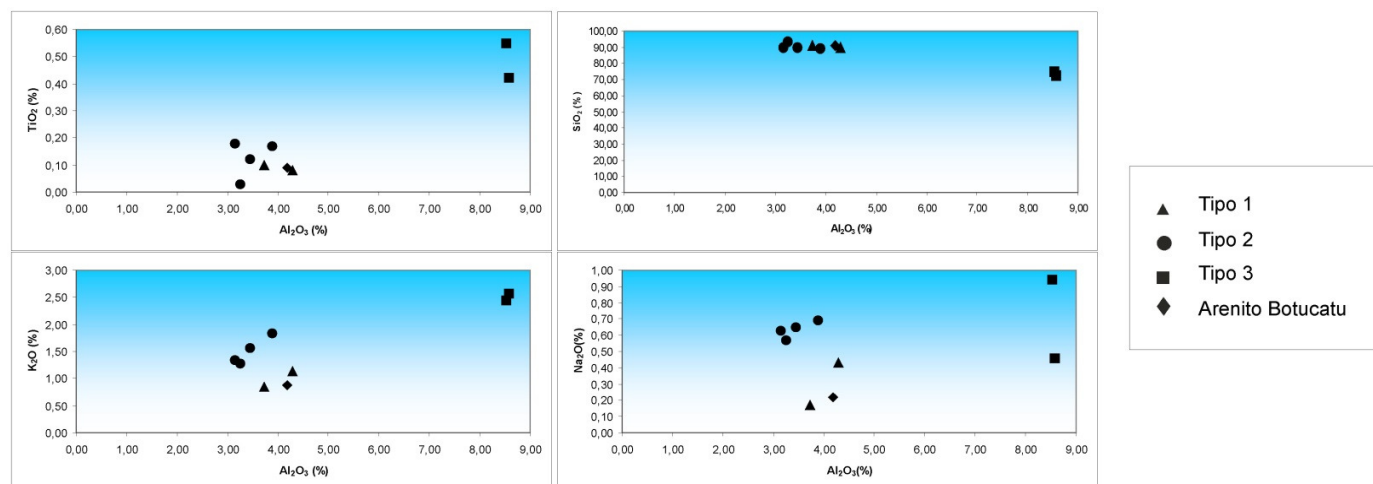 TiO₂ (%)
0,60
0,50
0,40
0,30
0,20
0,10
0,00
0,00 1,00 2,00 3,00 4,00 5,00 6,00 7,00 8,00 9,00
Al₂O₃ (%)
SiO₂ (%)
100,00
90,00
80,00
70,00
60,00
50,00
40,00
30,00
20,00
10,00
0,00
0,00 1,00 2,00 3,00 4,00 5,00 6,00 7,00 8,00 9,00
Al₂O₃ (%)
K₂O (%)
3,00
2,50
2,00
1,50
1,00
0,50
0,00
0,00 1,00 2,00 3,00 4,00 5,00 6,00 7,00 8,00 9,00
Al₂O₃ (%)
Na₂O(%)
1,00
0,90
0,80
0,70
0,60
0,50
0,40
0,30
0,20
0,10
0,00
0,00 1,00 2,00 3,00 4,00 5,00 6,00 7,00 8,00 9,00
Al₂O₃(%)
Tipo 1
Tipo 2
Tipo 3
Arenito Botucatu